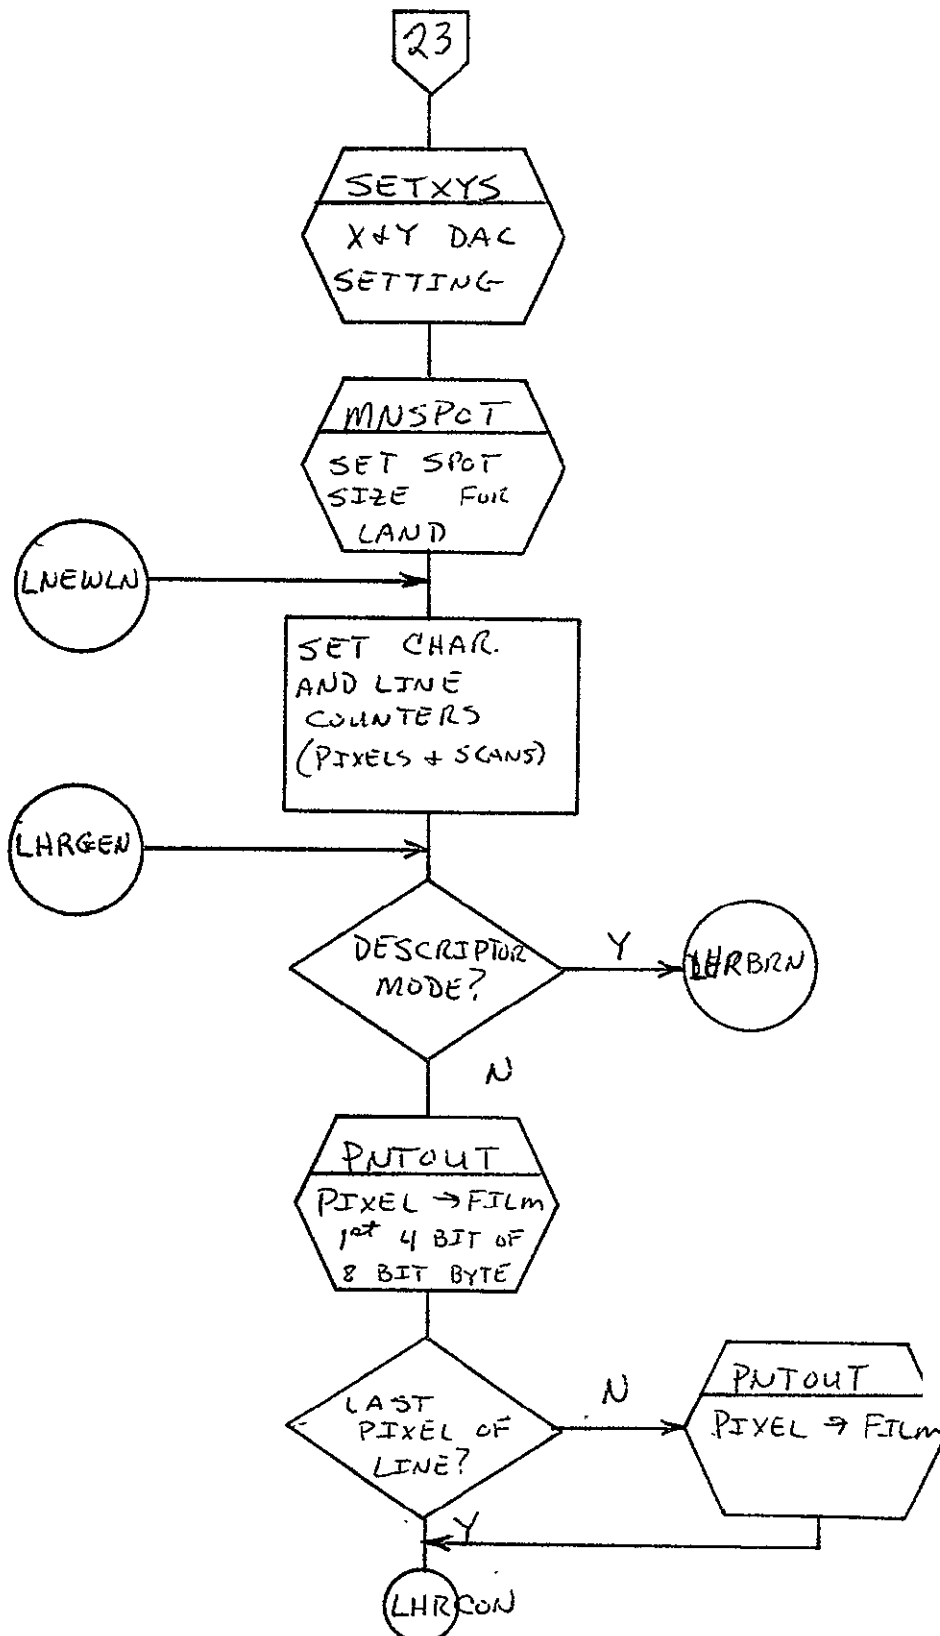 23
SETXYS
X+Y DAC
SETTING
MNSPOT
SET SPOT
SIZE FOR
LAND
LNEWLN
SET CHAR.
AND LINE
COUNTERS
(PIXELS + SCANS)
LHRGEN
DESCRIPTOR
MODE?
Y
LHRBRN
N
PNTOUT
PIXEL → FILM
1st 4 BIT OF
8 BIT BYTE
LAST
PIXEL OF
LINE?
N
PNTOUT
PIXEL → FILM
Y
LHRCON